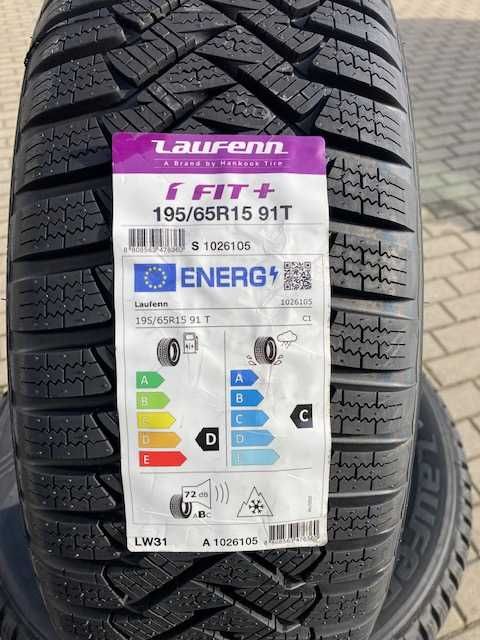 Laufenn
A Brand by Hankook Tire
i FIT+
195/65R15 91T
S 1026105
ENERG
Laufenn 1026105
195/65R15 91 T C1
A A
B B
C C C
D D D
E E
72 dB
ABC
LW31 A 1026105